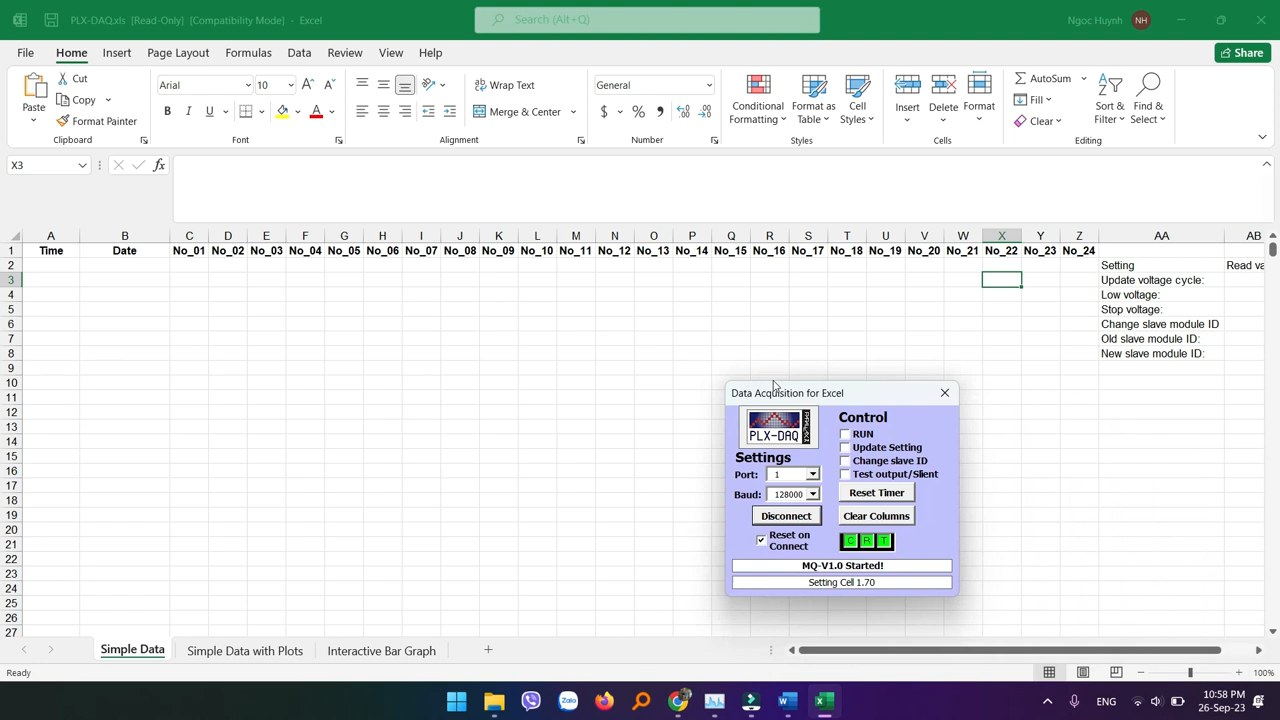 PLX-DAQ.xls [Read-Only] [Compatibility Mode] - Excel
Search (Alt+Q)
Ngoc Huynh NH
File Home Insert Page Layout Formulas Data Review View Help
Share
Paste
Cut
Copy
Format Painter
Clipboard
Arial 10
B I U
Font
Wrap Text
Merge & Center
Alignment
General
Number
Conditional Formatting
Format as Table
Cell Styles
Styles
Insert
Delete
Format
Cells
AutoSum
Fill
Clear
Sort & Filter
Find & Select
Editing
X3
fx
A B C D E F G H I J K L M N O P Q R S T U V W X Y Z AA AB
1 Time Date No_01 No_02 No_03 No_04 No_05 No_06 No_07 No_08 No_09 No_10 No_11 No_12 No_13 No_14 No_15 No_16 No_17 No_18 No_19 No_20 No_21 No_22 No_23 No_24
2 Setting Read va
3 Update voltage cycle:
4 Low voltage:
5 Stop voltage:
6 Change slave module ID
7 Old slave module ID:
8 New slave module ID:
9
10
11
12
13
14
15
16
17
18
19
20
21
22
23
24
25
26
27
Data Acquisition for Excel
PLX-DAQ
Settings
Port: 1
Baud: 128000
Disconnect
Reset on
Connect
Control
RUN
Update Setting
Change slave ID
Test output/Slient
Reset Timer
Clear Columns
C R T
MQ-V1.0 Started!
Setting Cell 1.70
Simple Data Simple Data with Plots Interactive Bar Graph
Ready
100%
Zalo
ENG
10:58 PM
26-Sep-23